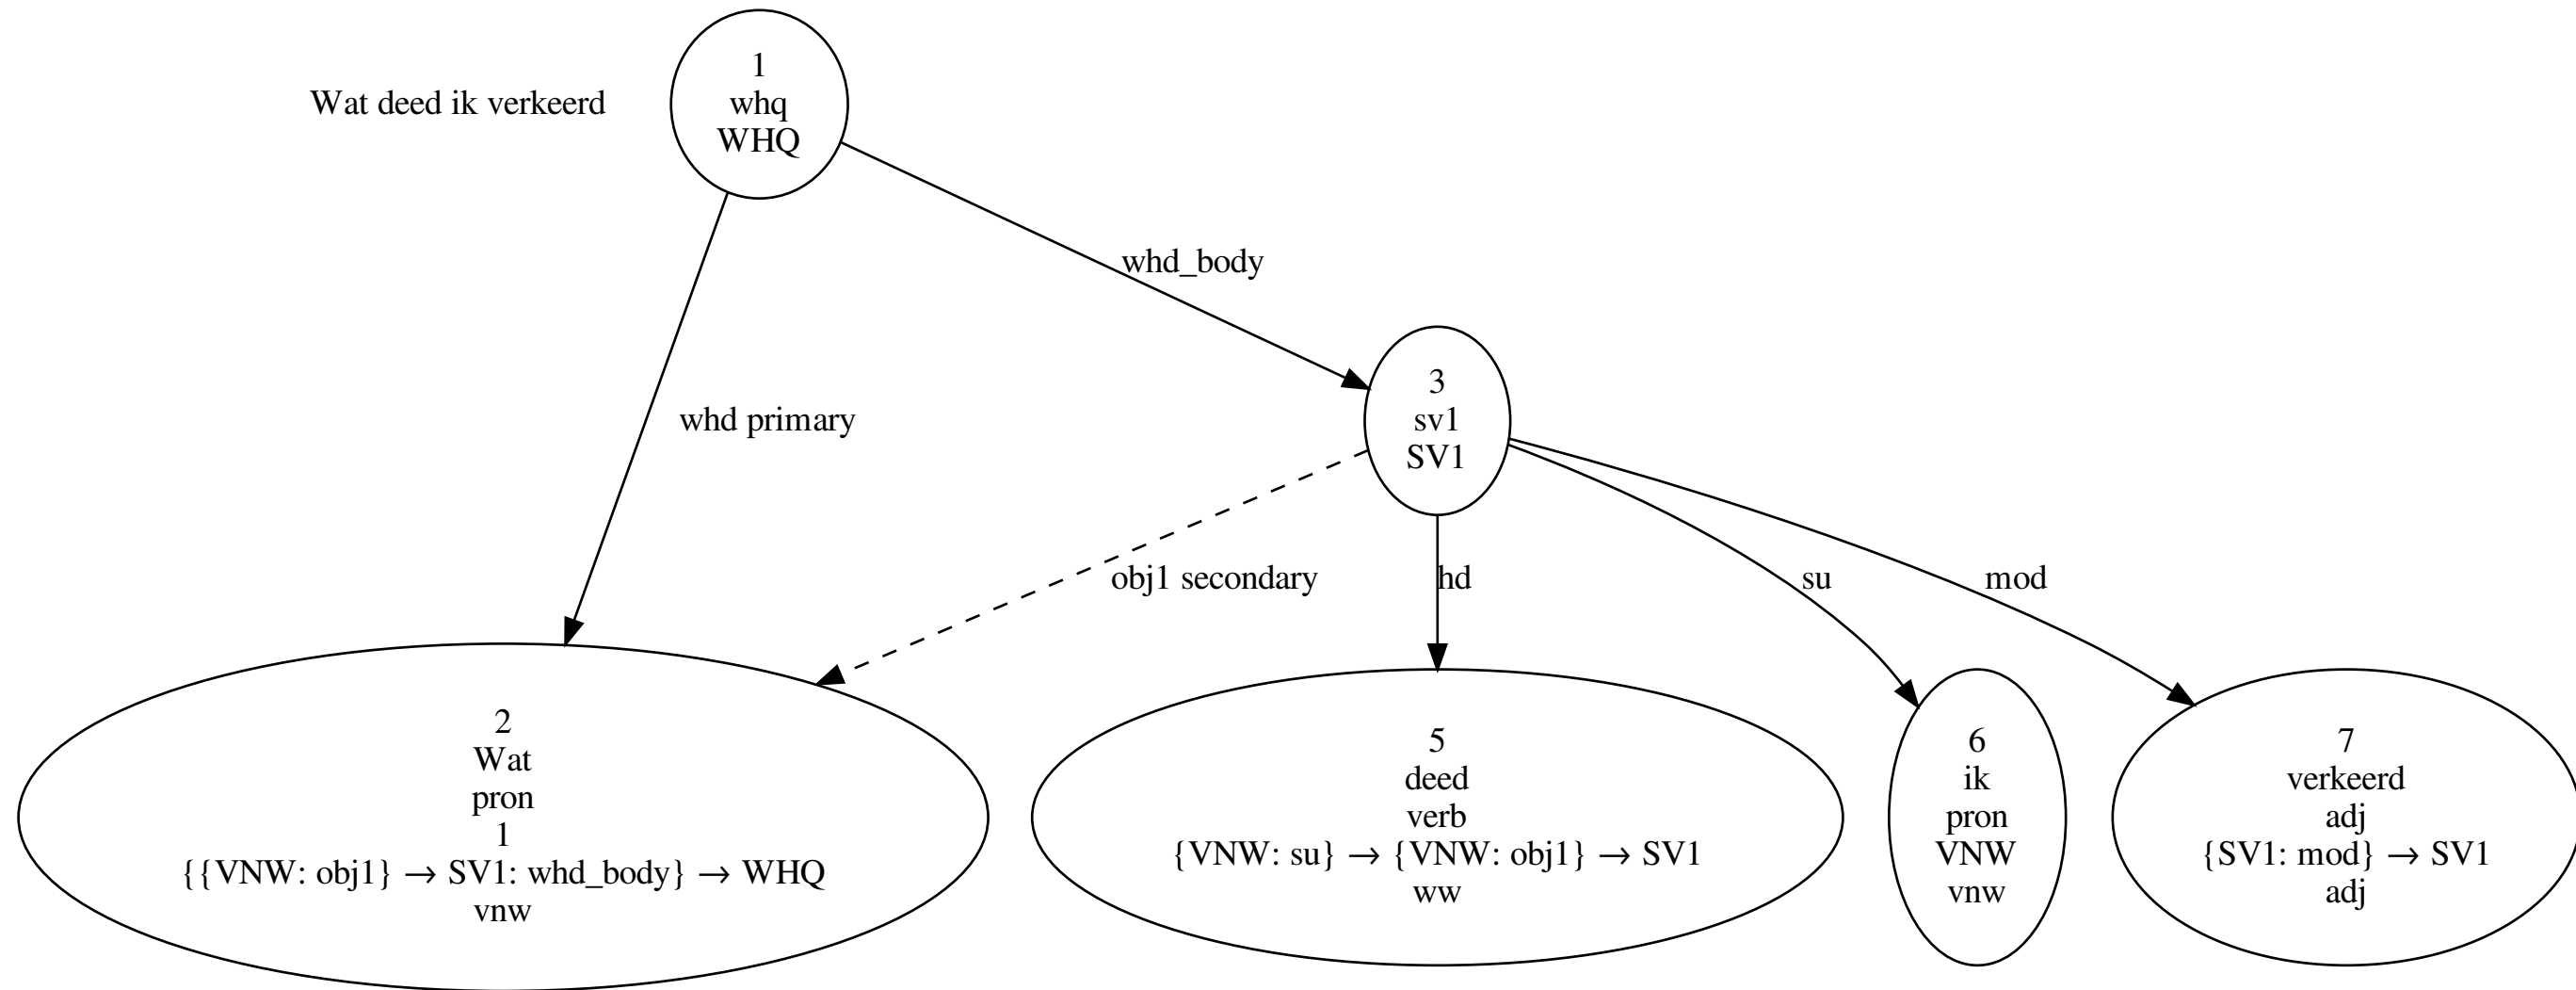 Wat deed ik verkeerd
1
whq
WHQ
whd_body
whd primary
3
sv1
SV1
obj1 secondary
hd
su
mod
2
Wat
pron
1
{{VNW: obj1} → SV1: whd_body} → WHQ
vnw
5
deed
verb
{VNW: su} → {VNW: obj1} → SV1
ww
6
ik
pron
VNW
vnw
7
verkeerd
adj
{SV1: mod} → SV1
adj